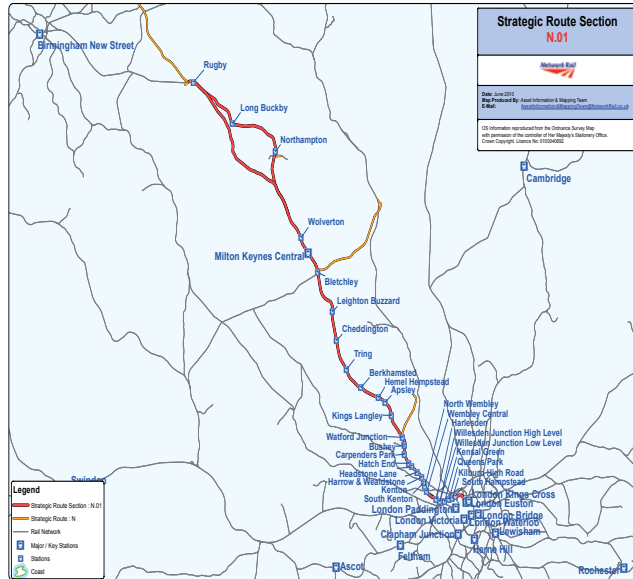 Strategic Route Section
N.01
Network Rail
Date: June 2010
Map Produced By: Asset Information & Mapping Team
E-Mail: AssetInformation&MappingTeam@NetworkRail.co.uk
OS Information reproduced from the Ordnance Survey Map
with permission of the controller of Her Majesty's Stationery Office.
Crown Copyright. Licence No: 0100040692
Birmingham New Street
Rugby
Long Buckby
Northampton
Cambridge
Wolverton
Milton Keynes Central
Bletchley
Leighton Buzzard
Cheddington
Tring
Berkhamsted
Hemel Hempstead
Apsley
Kings Langley
North Wembley
Wembley Central
Harlesden
Watford Junction
Willesden Junction High Level
Bushey
Willesden Junction Low Level
Carpenders Park
Kensal Green
Hatch End
Queens Park
Headstone Lane
Kilburn High Road
Harrow & Wealdstone
South Hampstead
Kenton
London Kings Cross
South Kenton
London Euston
London Paddington
London Bridge
London Victoria
London Waterloo
Clapham Junction
Lewisham
Herne Hill
Feltham
Ascot
Rochester
Swindon
Legend
Strategic Route Section : N.01
Strategic Route : N
Rail Network
Major / Key Stations
Stations
Coast